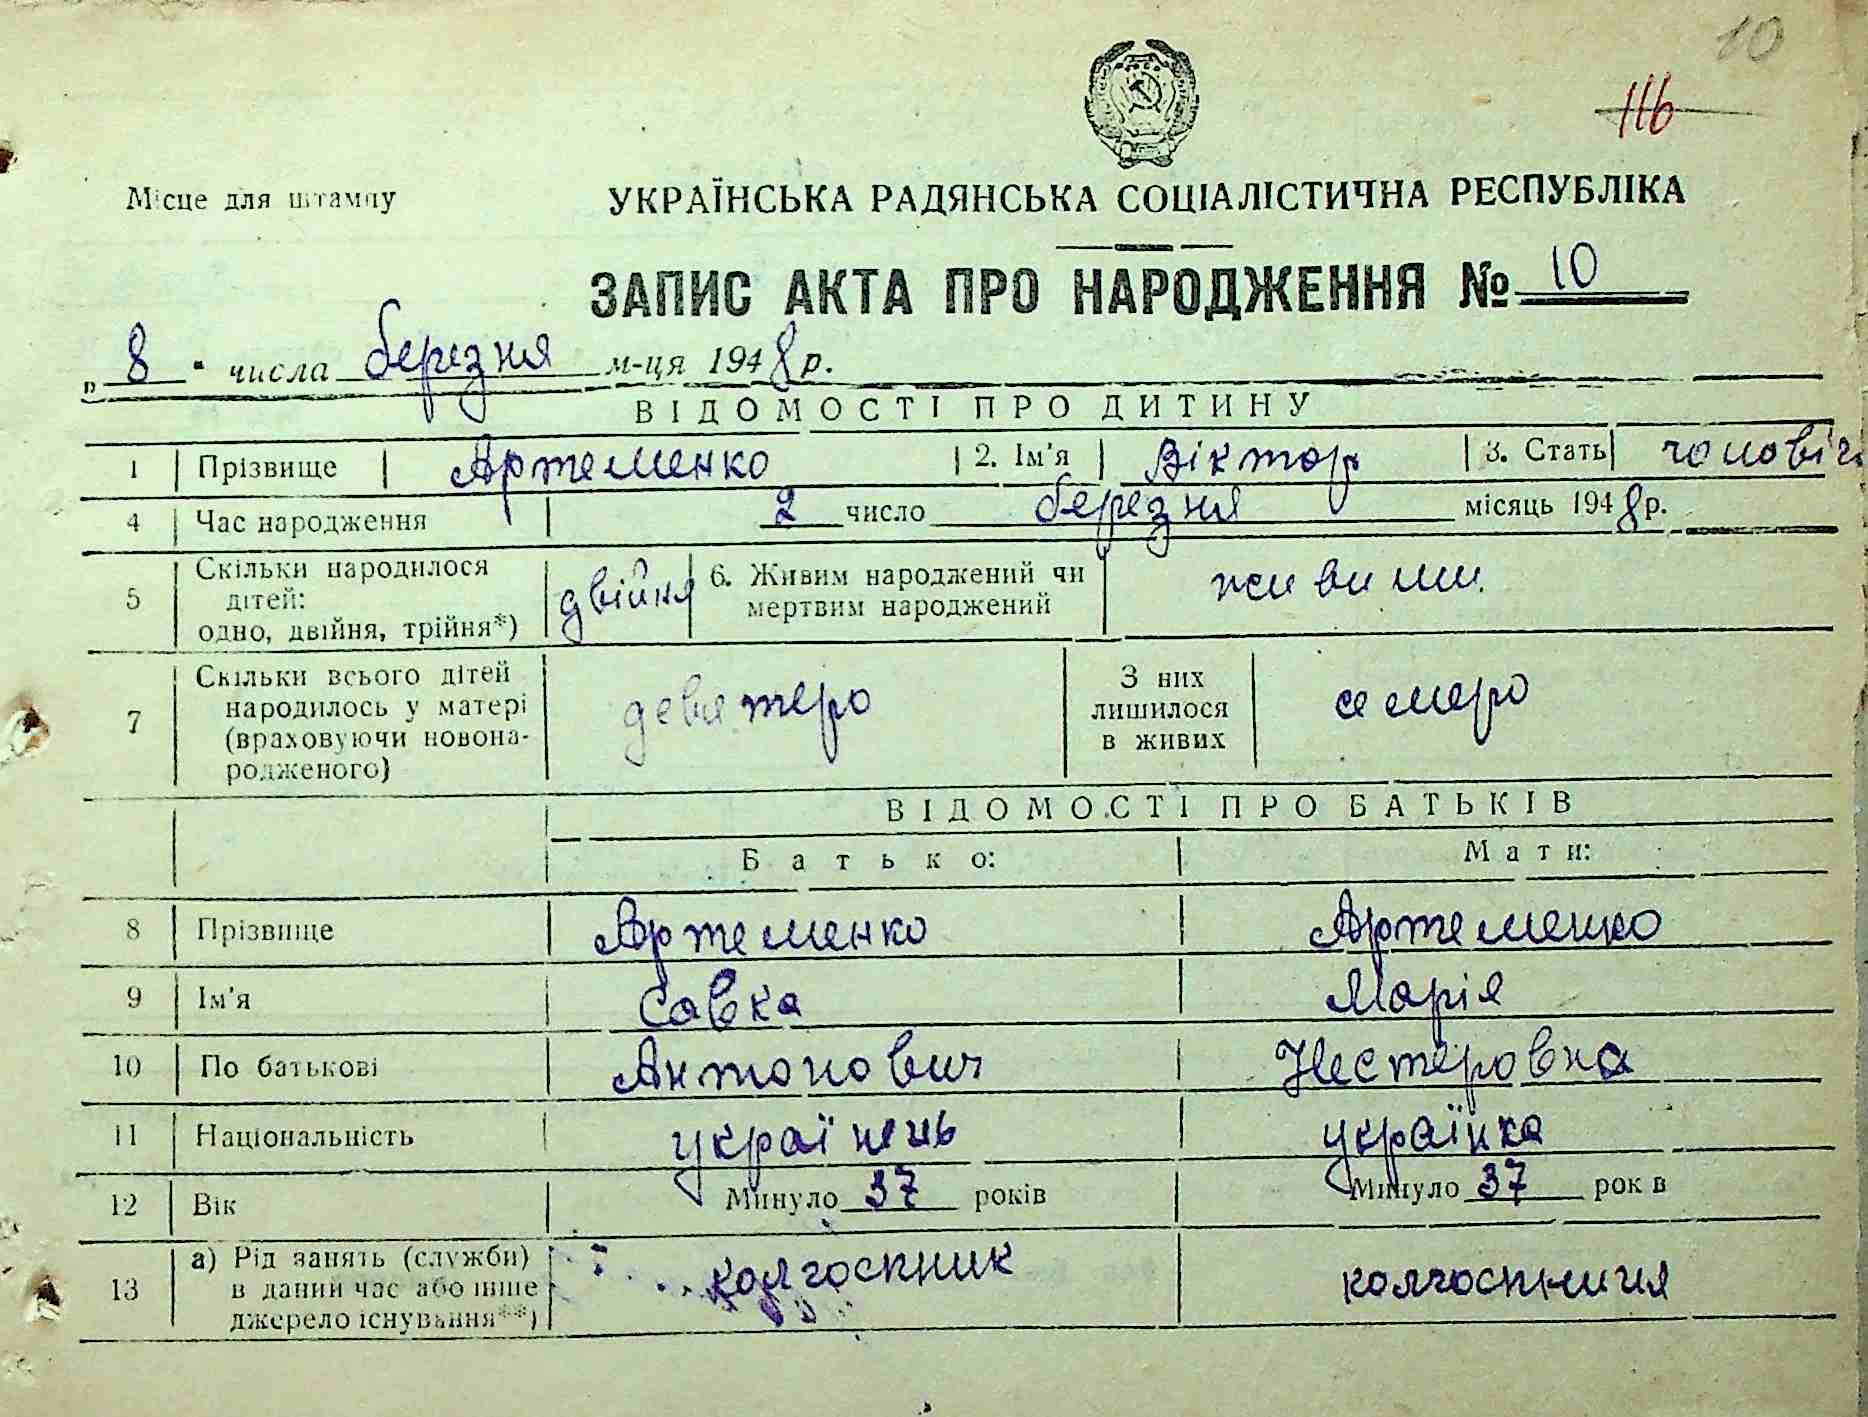 10
116
Місце для штампу
УКРАЇНСЬКА РАДЯНСЬКА СОЦІАЛІСТИЧНА РЕСПУБЛІКА
ЗАПИС АКТА ПРО НАРОДЖЕННЯ № 10
„ 8 " числа березня м-ця 1948 р.
ВІДОМОСТІ ПРО ДИТИНУ
1 Прізвище Артеменко 2. Ім'я Віктор 3. Стать чоловіч
4 Час народження 2 число березня місяць 1948 р.
5 Скільки народилося дітей: одно, двійня, трійня*) двійня 6. Живим народжений чи мертвим народжений живими.
7 Скільки всього дітей народилось у матері (враховуючи новонародженого) девятеро З них лишилося в живих семеро
ВІДОМОСТІ ПРО БАТЬКІВ
Батько: Мати:
8 Прізвище Артеменко Артеменко
9 Ім'я Савка Марія
10 По батькові Антонович Нестеровна
11 Національність українець українка
12 Вік Минуло 37 років Минуло 37 рок в
13 а) Рід занять (служби) в даний час або інше джерело існування**) колгоспник колгоспниця